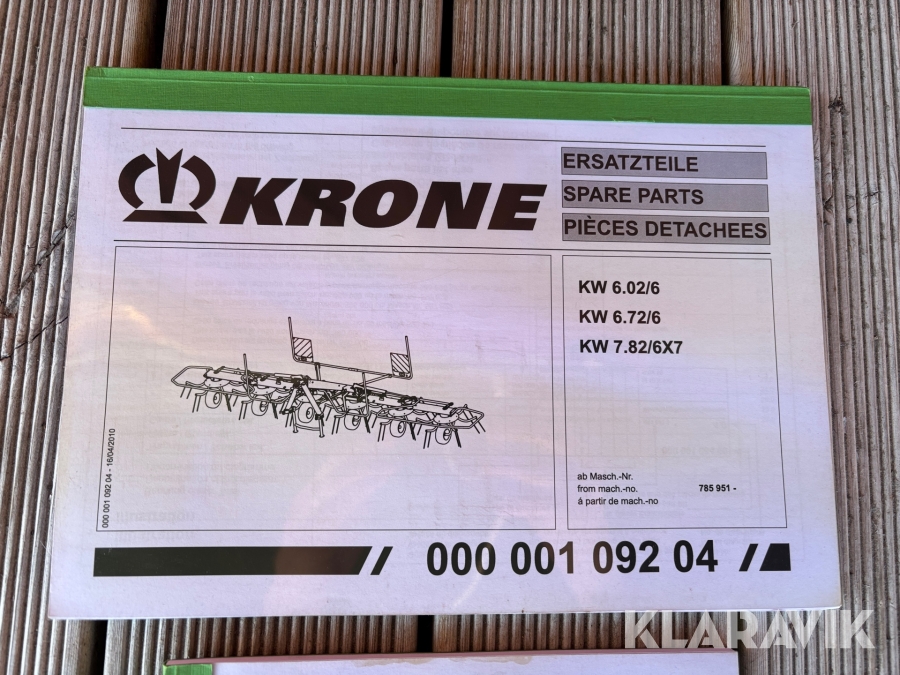 KRONE
ERSATZTEILE
SPARE PARTS
PIÈCES DETACHEES
KW 6.02/6
KW 6.72/6
KW 7.82/6X7
ab Masch.-Nr.
from mach.-no. 785 951 -
á partir de mach.-no
000 001 092 04 - 16/04/2010
000 001 092 04
KLARAVIK